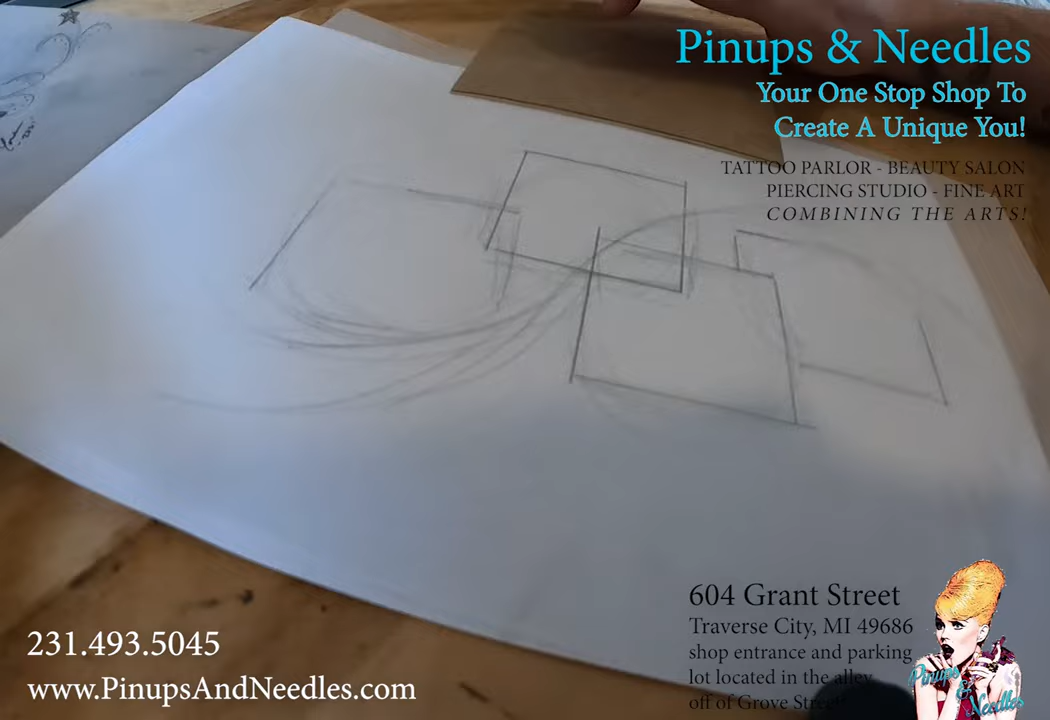 Pinups & Needles
Your One Stop Shop To
Create A Unique You!
TATTOO PARLOR - BEAUTY SALON
PIERCING STUDIO - FINE ART
COMBINING THE ARTS!
604 Grant Street
Traverse City, MI 49686
shop entrance and parking
lot located in the alley
off of Grove Street
231.493.5045
www.PinupsAndNeedles.com
Pinups
&
Needles